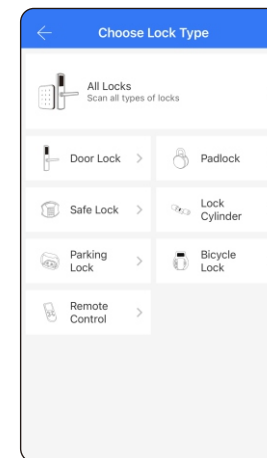 Choose Lock Type
All Locks
Scan all types of locks
Door Lock
Padlock
Safe Lock
Lock
Cylinder
Parking
Lock
Bicycle
Lock
Remote
Control